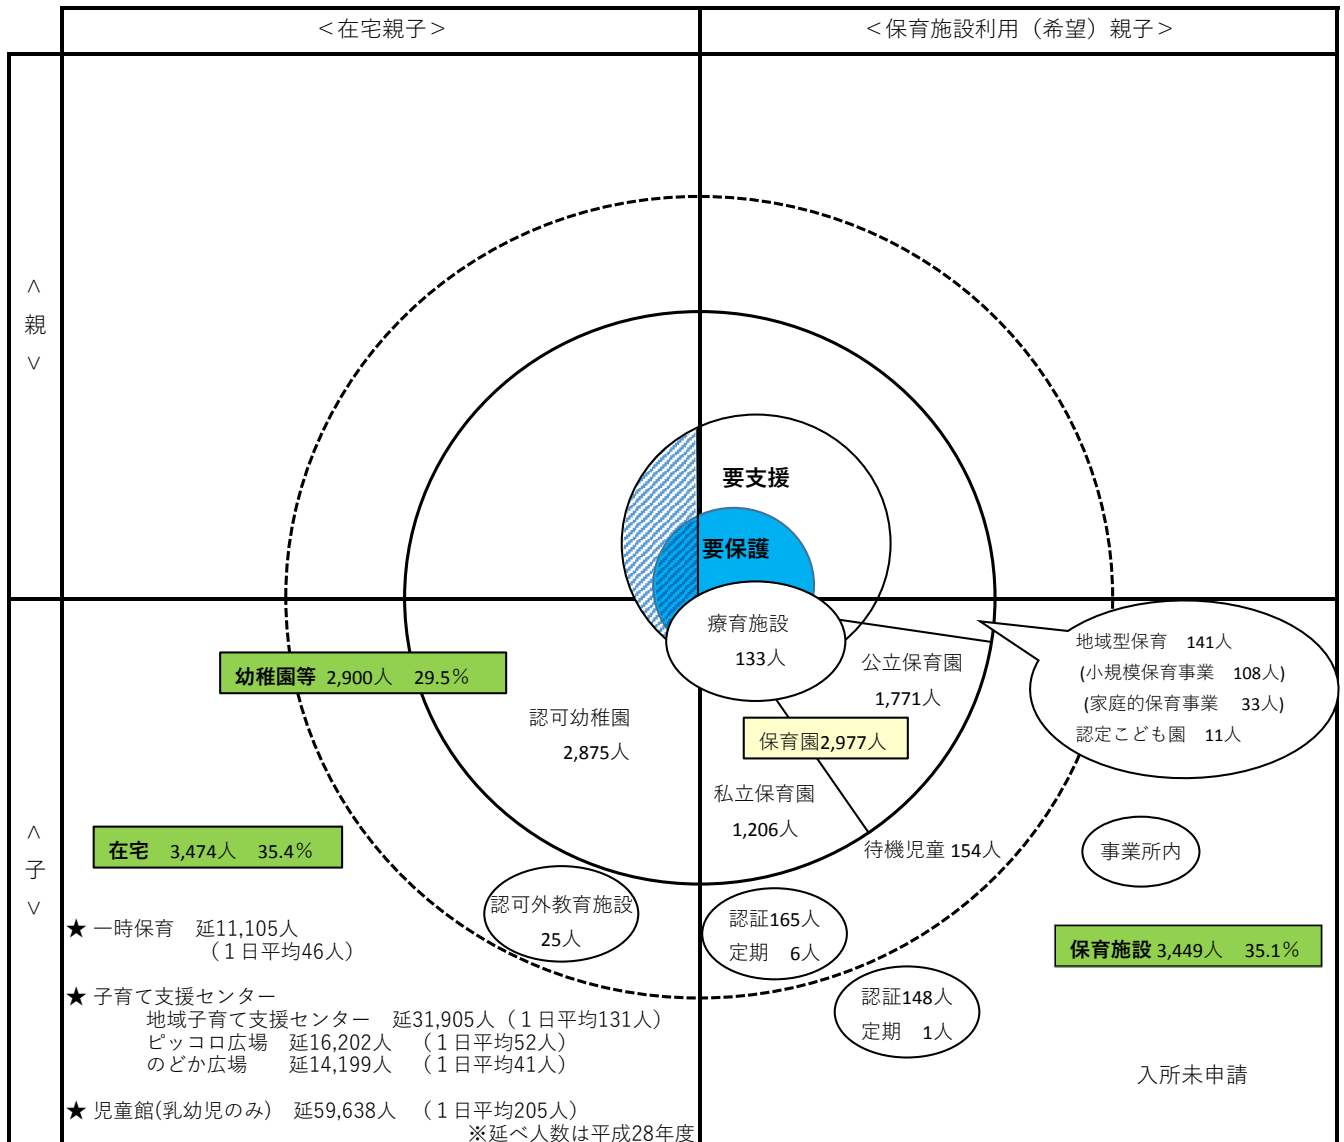 ＜在宅親子＞
＜保育施設利用（希望）親子＞
＜親＞
要支援
要保護
療育施設
133人
公立保育園
1,771人
地域型保育　141人
(小規模保育事業　108人)
(家庭的保育事業　33人)
認定こども園　11人
幼稚園等 2,900人　29.5％
認可幼稚園
2,875人
保育園2,977人
私立保育園
1,206人
＜子＞
在宅　3,474人　35.4％
待機児童 154人
事業所内
認可外教育施設
25人
認証165人
定期　6人
保育施設 3,449人　35.1％
認証148人
定期　1人
入所未申請
★ 一時保育　延11,105人
（１日平均46人）
★ 子育て支援センター
地域子育て支援センター　延31,905人（１日平均131人）
ピッコロ広場　延16,202人　（１日平均52人）
のどか広場　　延14,199人　（１日平均41人）
★ 児童館(乳幼児のみ)　延59,638人　（１日平均205人）
※延べ人数は平成28年度